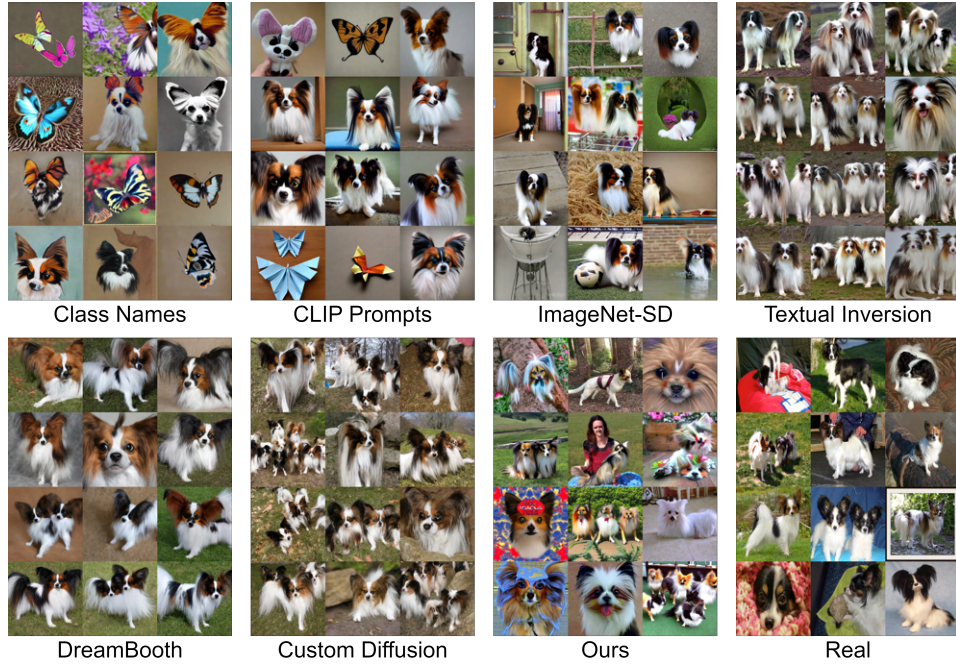 Class Names
CLIP Prompts
ImageNet-SD
Textual Inversion
DreamBooth
Custom Diffusion
Ours
Real